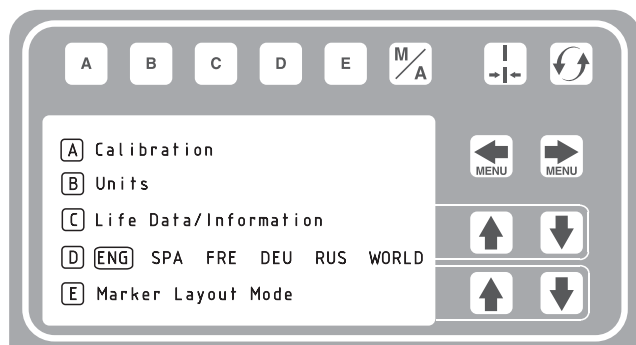 A B C D E M/A
A Calibration
MENU MENU
B Units
C Life Data/Information
D ENG SPA FRE DEU RUS WORLD
E Marker Layout Mode